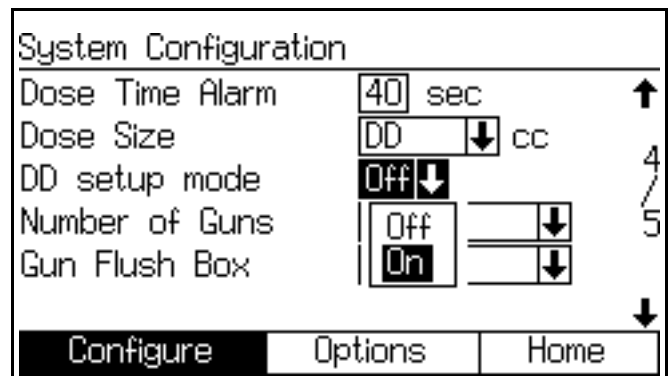 System Configuration
Dose Time Alarm 40 sec
Dose Size DD cc
DD setup mode Off
4/5
Number of Guns
Off
Gun Flush Box
On
Configure Options Home